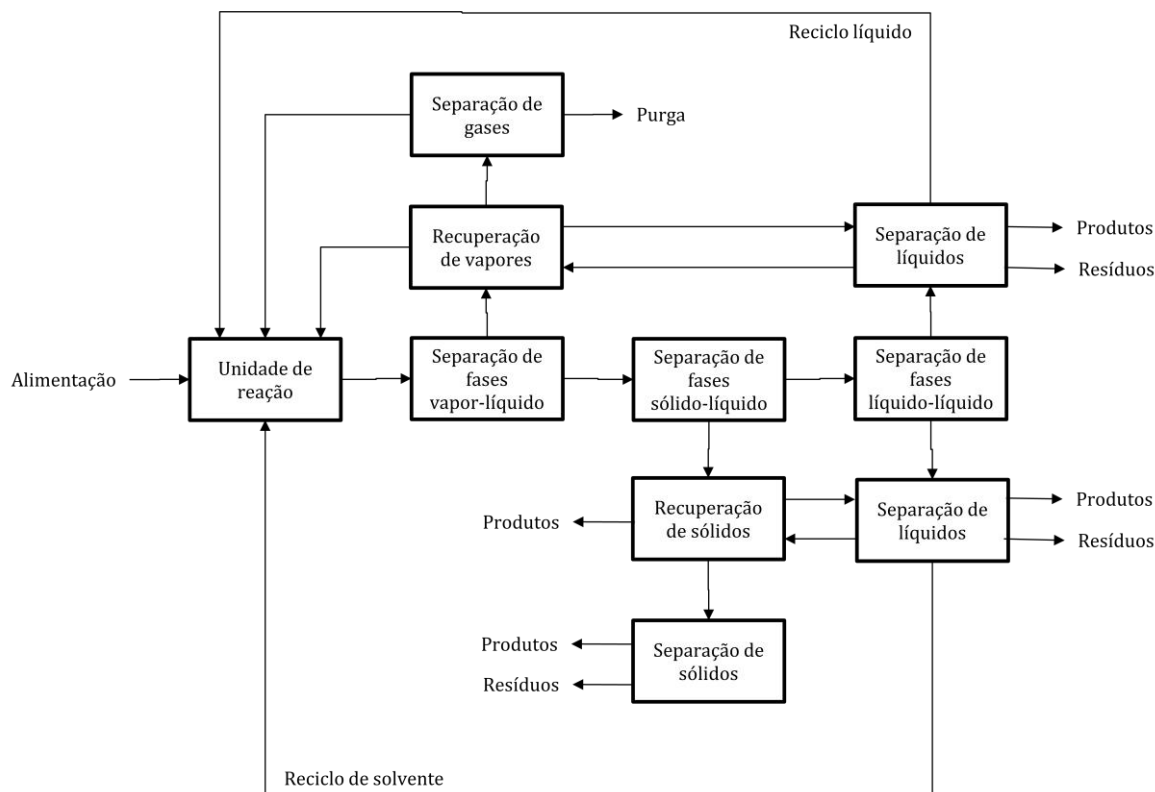 Reciclo líquido
Separação de
gases
Purga
Recuperação
de vapores
Separação de
líquidos
Produtos
Resíduos
Alimentação
Unidade de
reação
Separação de
fases
vapor-líquido
Separação de
fases
sólido-líquido
Separação de
fases
líquido-líquido
Produtos
Recuperação
de sólidos
Separação de
líquidos
Produtos
Resíduos
Produtos
Resíduos
Separação de
sólidos
Reciclo de solvente